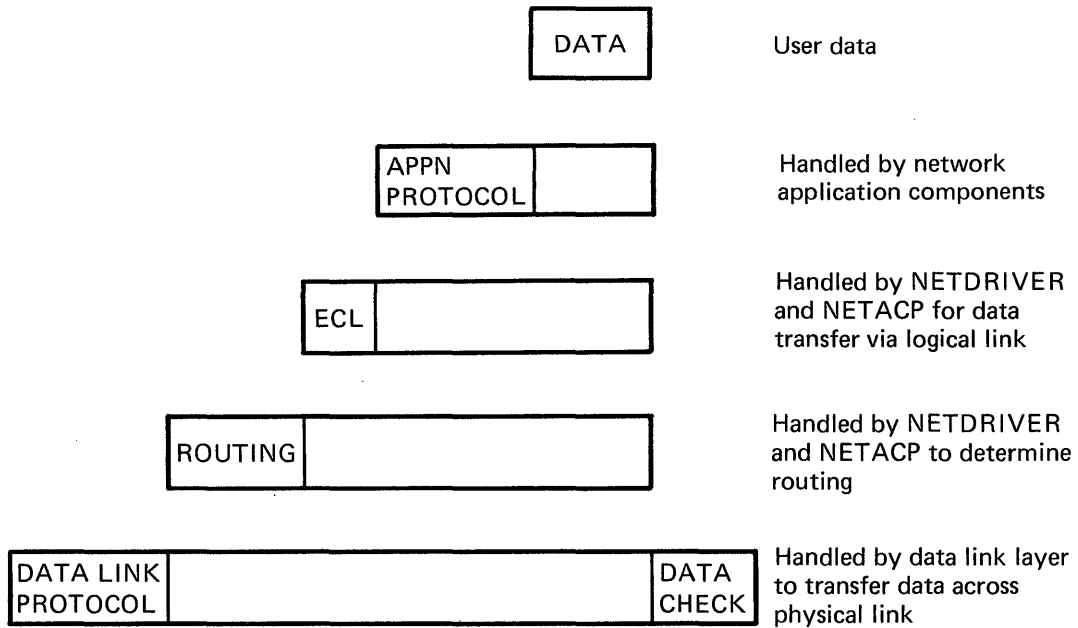 DATA
User data
APPN
PROTOCOL
Handled by network
application components
ECL
Handled by NETDRIVER
and NETACP for data
transfer via logical link
ROUTING
Handled by NETDRIVER
and NETACP to determine
routing
DATA LINK
PROTOCOL
DATA
CHECK
Handled by data link layer
to transfer data across
physical link